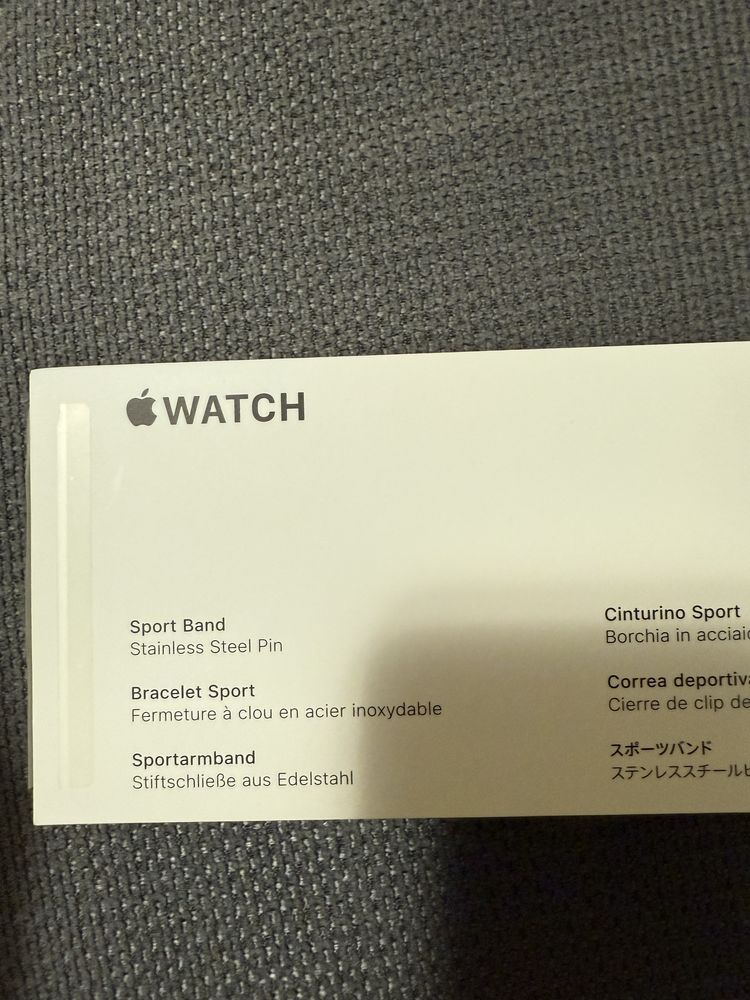 WATCH
Sport Band
Stainless Steel Pin
Bracelet Sport
Fermeture à clou en acier inoxydable
Sportarmband
Stiftschließe aus Edelstahl
Cinturino Sport
Borchia in
Correa
Cierre de clip de
スポーツバンド
ステンレススチール